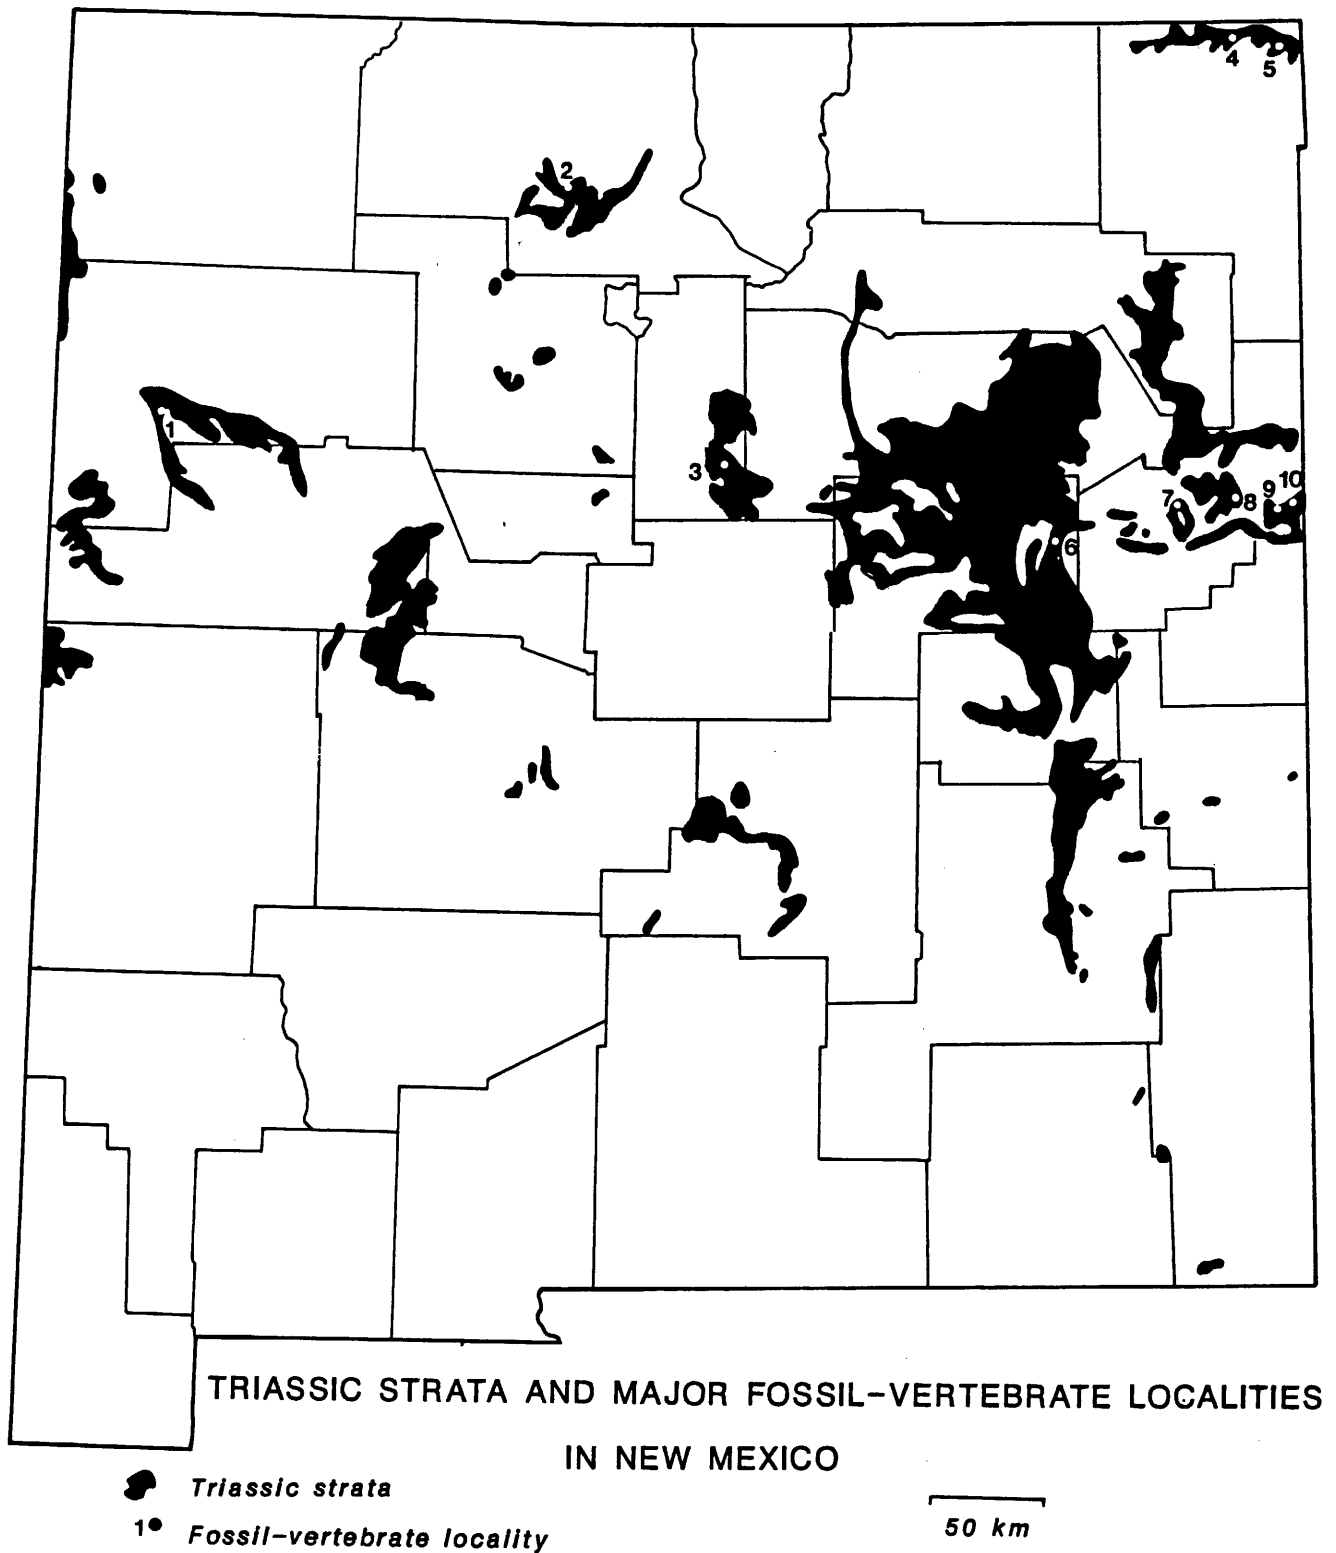 4
5
2
1
3
10
9
7
8
6
TRIASSIC STRATA AND MAJOR FOSSIL-VERTEBRATE LOCALITIES
IN NEW MEXICO
Triassic strata
1 Fossil-vertebrate locality
50 km